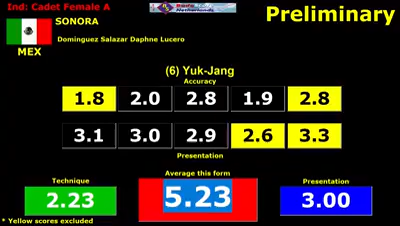 Ind: Cadet Female A
Preliminary
SONORA
Dominguez Salazar Daphne Lucero
MEX
(6) Yuk-Jang
Accuracy
1.8 2.0 2.8 1.9 2.8
3.1 3.0 2.9 2.6 3.3
Presentation
Technique Average this form Presentation
2.23 5.23 3.00
* Yellow scores excluded